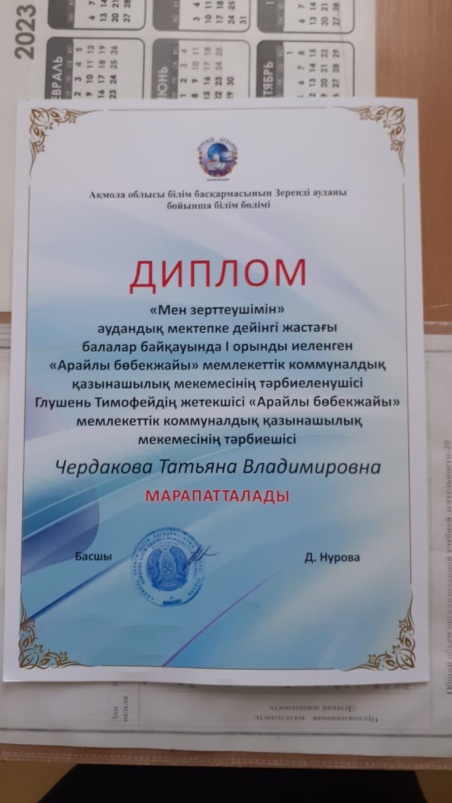 2023
ФЕВРАЛЬ
ИЮНЬ
Ақмола облысы білім басқармасының Зеренді ауданы
бойынша білім бөлімі
ДИПЛОМ
«Мен зерттеушімін»
аудандық мектепке дейінгі жастағы
балалар байқауында І орынды иеленген
«Арайлы бөбекжайы» мемлекеттік коммуналдық
қазынашылық мекемесінің тәрбиеленушісі
Глушень Тимофейдің жетекшісі «Арайлы бөбекжайы»
мемлекеттік коммуналдық қазынашылық
мекемесінің тәрбиешісі
Чердакова Татьяна Владимировна
МАРАПАТТАЛАДЫ
Басшы
Д. Нурова